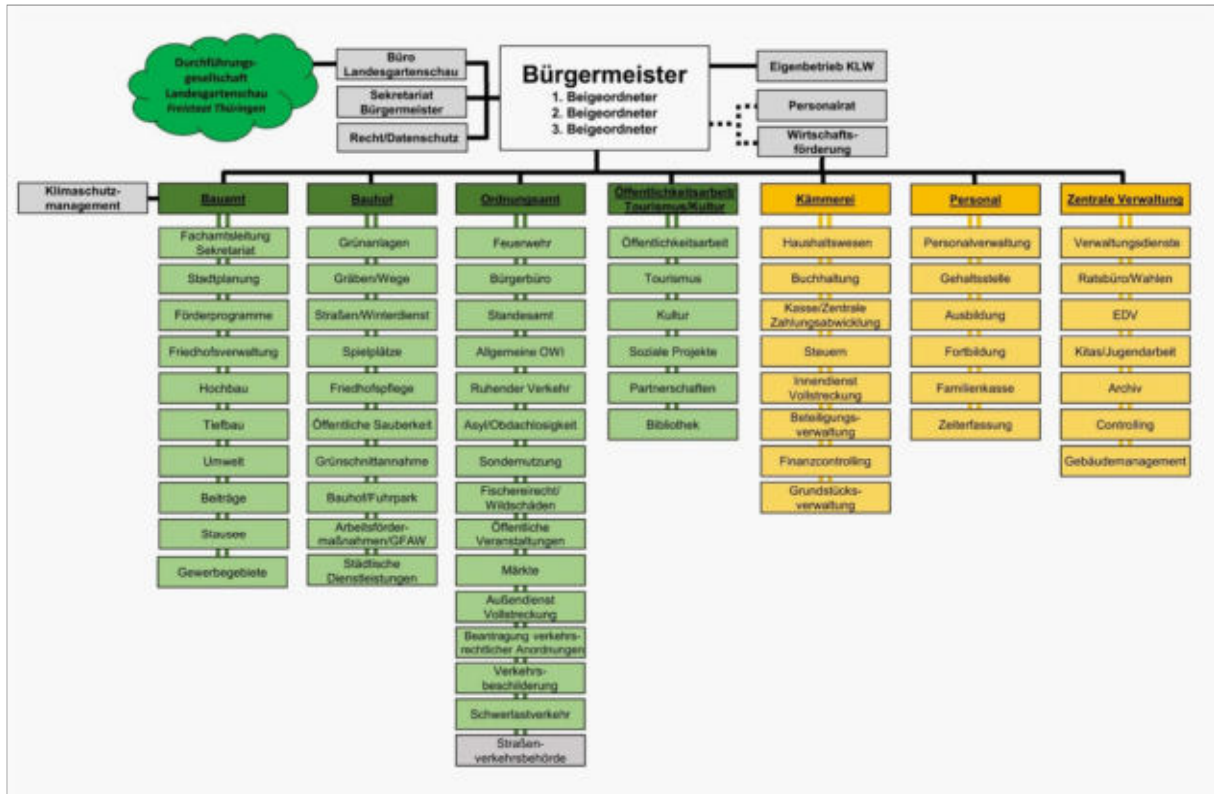 Durchführungs-
gesellschaft
Landesgartenschau
Freistaat Thüringen
Büro
Landesgartenschau
Sekretariat
Bürgermeister
Recht/Datenschutz
Bürgermeister
1. Beigeordneter
2. Beigeordneter
3. Beigeordneter
Eigenbetrieb KLW
Personalrat
Wirtschafts-
förderung
Klimaschutz-
management
Bauamt
Fachamtsleitung
Sekretariat
Stadtplanung
Förderprogramme
Friedhofsverwaltung
Hochbau
Tiefbau
Umwelt
Beiträge
Stausee
Gewerbegebiete
Bauhof
Grünanlagen
Gräben/Wege
Straßen/Winterdienst
Spielplätze
Friedhofspflege
Öffentliche Sauberkeit
Grünschnittannahme
Bauhof/Fuhrpark
Arbeitsförder-
maßnahmen/GFAW
Städtische
Dienstleistungen
Ordnungsamt
Feuerwehr
Bürgerbüro
Standesamt
Allgemeine OWI
Ruhender Verkehr
Asyl/Obdachlosigkeit
Sondernutzung
Fischereirecht/
Wildschäden
Öffentliche
Veranstaltungen
Märkte
Außendienst
Vollstreckung
Beantragung verkehrs-
rechtlicher Anordnungen
Verkehrs-
beschilderung
Schwerlastverkehr
Straßen-
verkehrsbehörde
Öffentlichkeitsarbeit/
Tourismus/Kultur
Öffentlichkeitsarbeit
Tourismus
Kultur
Soziale Projekte
Partnerschaften
Bibliothek
Kämmerei
Haushaltswesen
Buchhaltung
Kasse/Zentrale
Zahlungsabwicklung
Steuern
Innendienst
Vollstreckung
Beteiligungs-
verwaltung
Finanzcontrolling
Grundstücks-
verwaltung
Personal
Personalverwaltung
Gehaltsstelle
Ausbildung
Fortbildung
Familienkasse
Zeiterfassung
Zentrale Verwaltung
Verwaltungsdienste
Ratsbüro/Wahlen
EDV
Kitas/Jugendarbeit
Archiv
Controlling
Gebäudemanagement